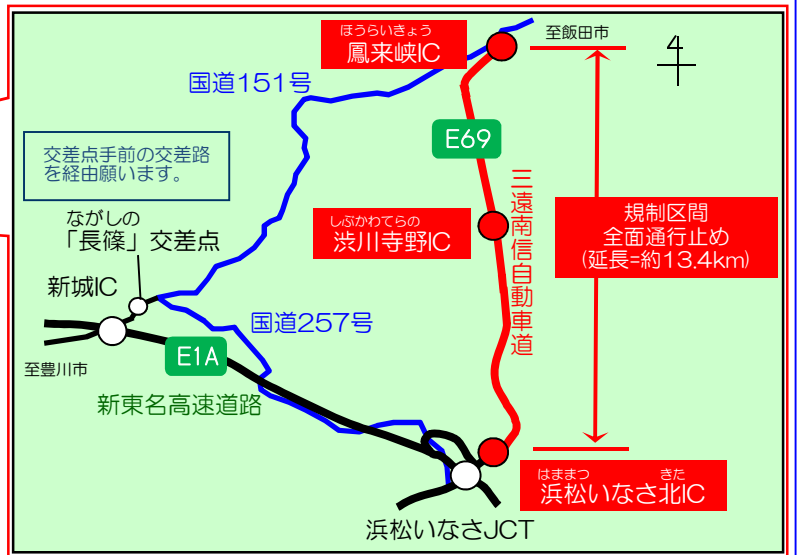 ほうらいきょう
鳳来峡IC
至飯田市
国道151号
E69
交差点手前の交差路
を経由願います。
三遠南信自動車道
しぶかわてらの
渋川寺野IC
規制区間
全面通行止め
(延長=約13.4km)
ながしの
「長篠」交差点
新城IC
国道257号
E1A
至豊川市
新東名高速道路
はままつ きた
浜松いなさ北IC
浜松いなさJCT